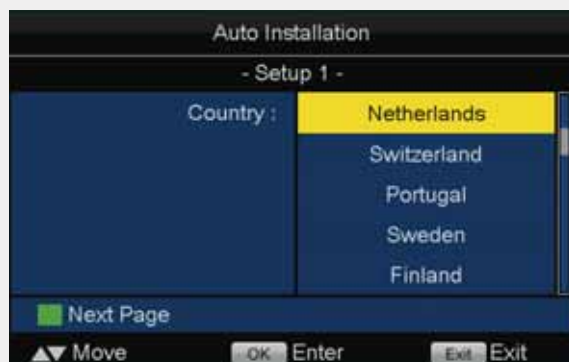 Auto Installation
- Setup 1 -
Country : Netherlands
Switzerland
Portugal
Sweden
Finland
Next Page
Move OK Enter Exit Exit